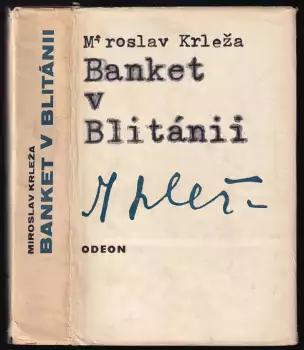 MIROSLAV KRLEŽA
BANKET V BLITÁNII
Miroslav Krleža
Banket
v
Blitánii
ODEON